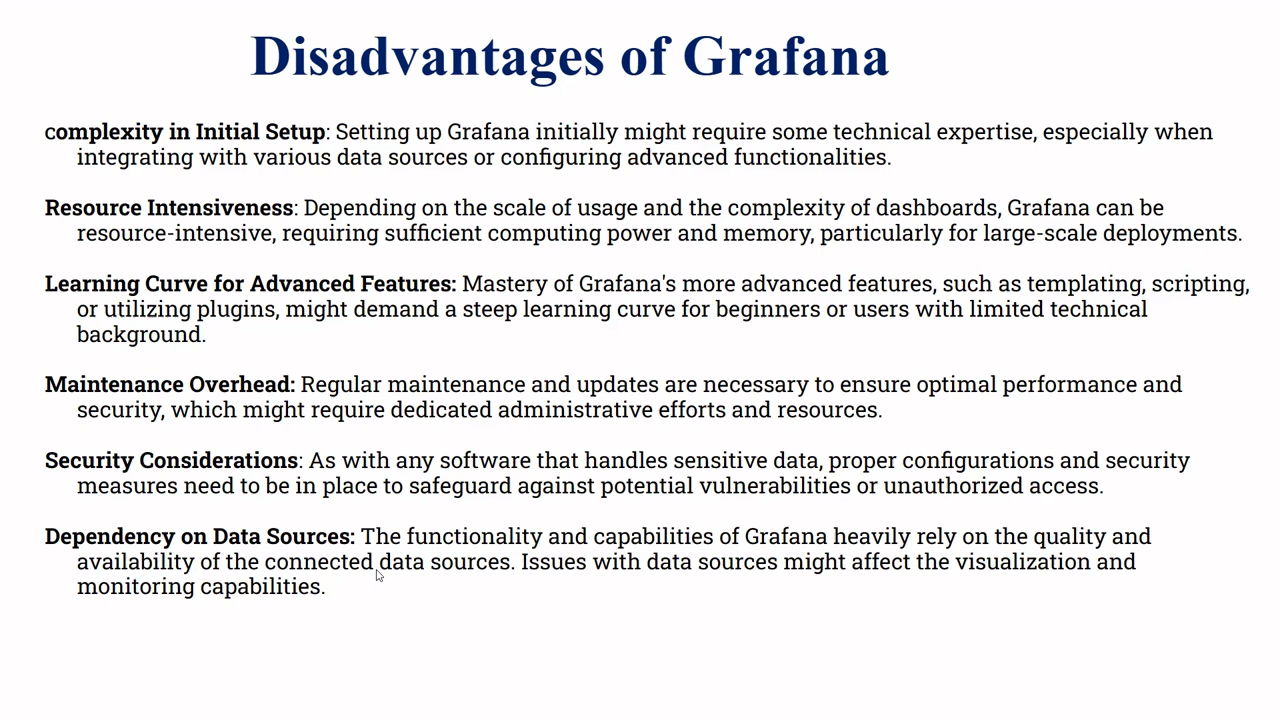 Disadvantages of Grafana
complexity in Initial Setup: Setting up Grafana initially might require some technical expertise, especially when
integrating with various data sources or configuring advanced functionalities.
Resource Intensiveness: Depending on the scale of usage and the complexity of dashboards, Grafana can be
resource-intensive, requiring sufficient computing power and memory, particularly for large-scale deployments.
Learning Curve for Advanced Features: Mastery of Grafana's more advanced features, such as templating, scripting,
or utilizing plugins, might demand a steep learning curve for beginners or users with limited technical
background.
Maintenance Overhead: Regular maintenance and updates are necessary to ensure optimal performance and
security, which might require dedicated administrative efforts and resources.
Security Considerations: As with any software that handles sensitive data, proper configurations and security
measures need to be in place to safeguard against potential vulnerabilities or unauthorized access.
Dependency on Data Sources: The functionality and capabilities of Grafana heavily rely on the quality and
availability of the connected data sources. Issues with data sources might affect the visualization and
monitoring capabilities.